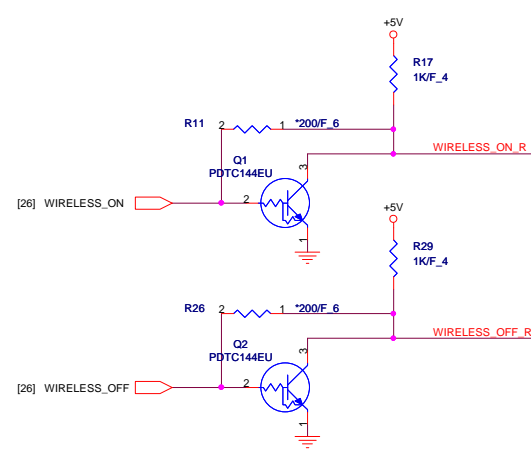 +5V
R17
1K/F_4
R11 2 1 *200/F_6
WIRELESS_ON_R
Q1
PDTC144EU
3
[26] WIRELESS_ON
2
1
+5V
R29
1K/F_4
R26 2 1 *200/F_6
WIRELESS_OFF_R
Q2
PDTC144EU
3
[26] WIRELESS_OFF
2
1